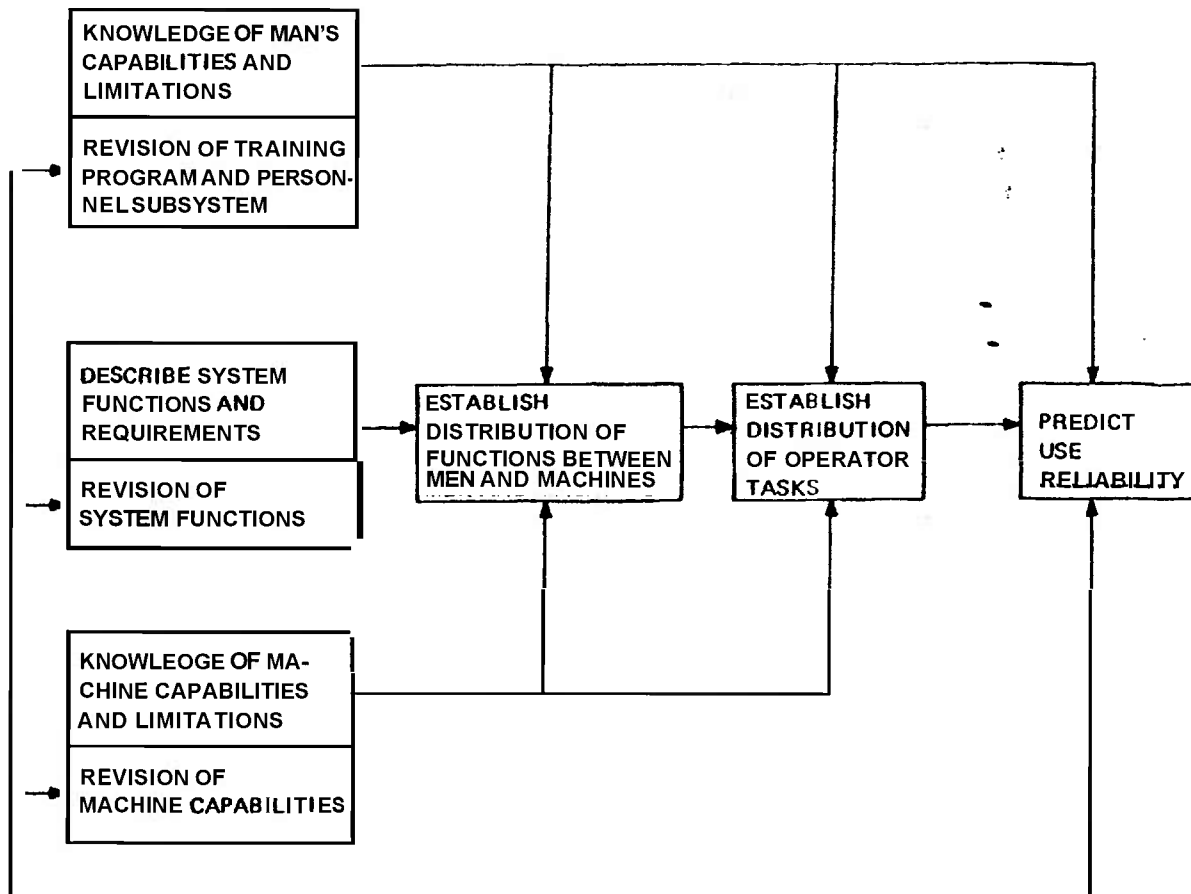 KNOWLEDGE OF MAN'S
CAPABILITIES AND
LIMITATIONS
REVISION OF TRAINING
PROGRAM AND PERSON-
NEL SUBSYSTEM
DESCRIBE SYSTEM
FUNCTIONS AND
REQUIREMENTS
REVISION OF
SYSTEM FUNCTIONS
ESTABLISH
DISTRIBUTION OF
FUNCTIONS BETWEEN
MEN AND MACHINES
ESTABLISH
DISTRIBUTION
OF OPERATOR
TASKS
PREDICT
USE
RELIABILITY
KNOWLEOGE OF MA-
CHINE CAPABILITIES
AND LIMITATIONS
REVISION OF
MACHINE CAPABILITIES